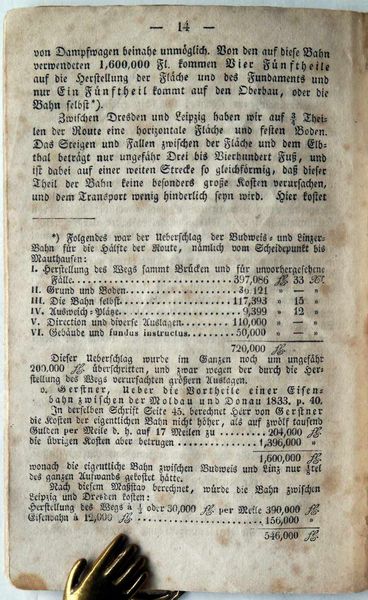 — 14 —
von Dampfwagen beinahe unmöglich. Von den auf diese Bahn
verwendeten 1,600,000 Fl. kommen Vier Fünftheile
auf die Herstellung der Fläche und des Fundaments und
nur Ein Fünftheil kommt auf den Oberbau, oder die
Bahn selbst*).
Zwischen Dresden und Leipzig haben wir auf ¾ Thei-
len der Route eine horizontale Fläche und festen Boden.
Das Steigen und Fallen zwischen der Fläche und dem Elb-
thal beträgt nur ungefähr Drei bis Vierhundert Fuß, und
ist dabei auf einer weiten Strecke so gleichförmig, daß dieser
Theil der Bahn keine besonders große Kosten verursachen,
und dem Transport wenig hinderlich seyn wird. Hier kostet
*) Folgendes war der Ueberschlag der Budweis- und Linzer-
Bahn für die Hälfte der Route, nämlich vom Scheidepunkt bis
Mauthausen:
I. Herstellung des Wegs sammt Brücken und für unvorhergesehene
Fälle. 397,086 fl. 33 Kr.
II. Grund und Boden. 36,121 — "
III. Die Bahn selbst. 117,393 " 15 "
IV. Ausweich-Pläze. 9,399 " 12 "
V. Direction und diverse Auslagen. 110,000 " — "
VI. Gebäude und fundus instructus. 50,000 " — "
720,000 fl.
Dieser Ueberschlag wurde im Ganzen noch um ungefähr
200,000 fl. überschritten, und zwar wegen der durch die Her-
stellung des Wegs verursachten größern Auslagen.
v. Gerstner, Ueber die Vortheile einer Eisen-
bahn zwischen der Moldau und Donau 1833. p. 40.
In derselben Schrift Seite 45. berechnet Herr von Gerstner
die Kosten der eigentlichen Bahn nicht höher, als auf zwölf tausend
Gulden per Meile d. h. auf 17 Meilen zu 204,000 fl.
die übrigen Kosten aber betrugen 1,396,000 "
1,600,000 "
wonach die eigentliche Bahn zwischen Budweis und Linz nur tel
des ganzen Aufwands gekostet hätte.
Nach diesem Maßstab berechnet, würde die Bahn zwischen
Leipzig und Dresden kosten:
Herstellung des Wegs à oder 30,000 fl. per Meile 390,000 fl.
Eisenbahn à 12,000 fl. 156,000 "
546,000 fl.